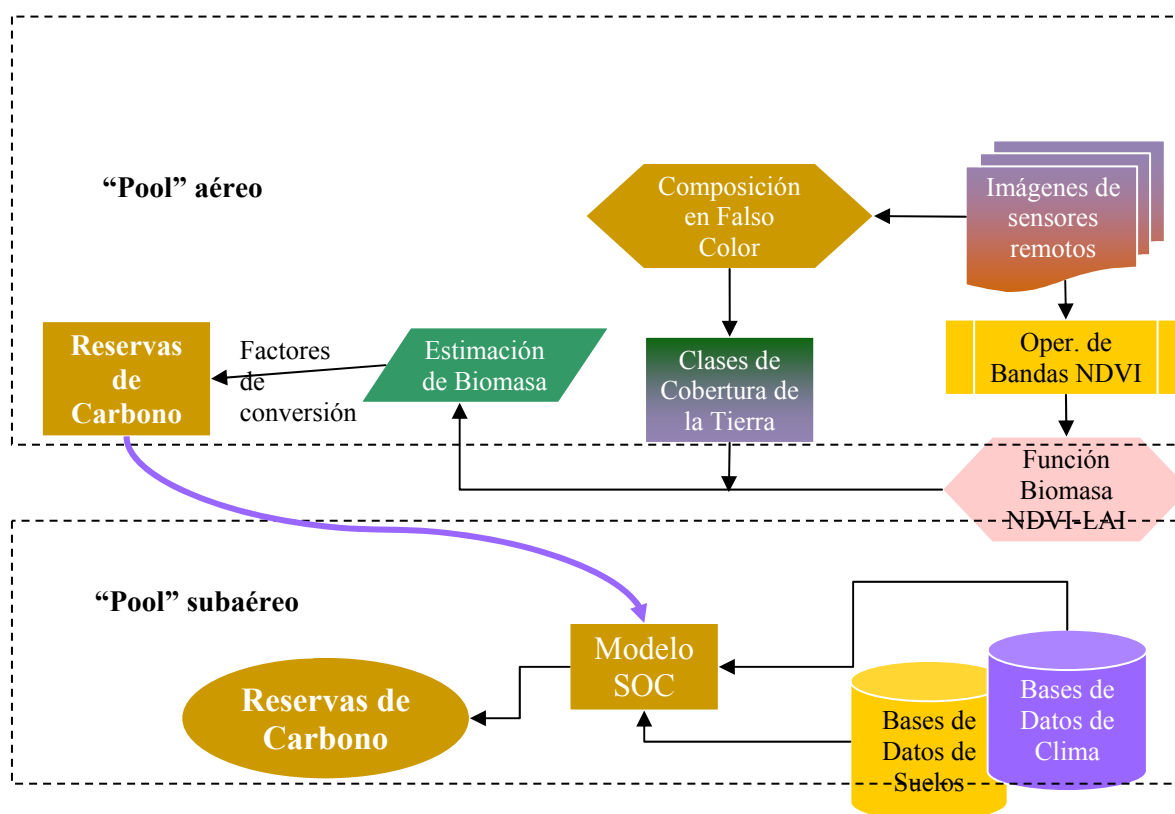 “Pool” aéreo
Composición
en Falso
Color
Imágenes de
sensores
remotos
Reservas
de
Carbono
Factores
de
conversión
Estimación
de Biomasa
Clases de
Cobertura de
la Tierra
Oper. de
Bandas NDVI
Función
Biomasa
NDVI-LAI
“Pool” subaéreo
Modelo
SOC
Reservas de
Carbono
Bases de
Datos de
Suelos
Bases de
Datos de
Clima